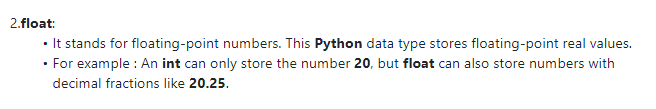 2.float:
• It stands for floating-point numbers. This Python data type stores floating-point real values.
• For example : An int can only store the number 20, but float can also store numbers with
decimal fractions like 20.25.